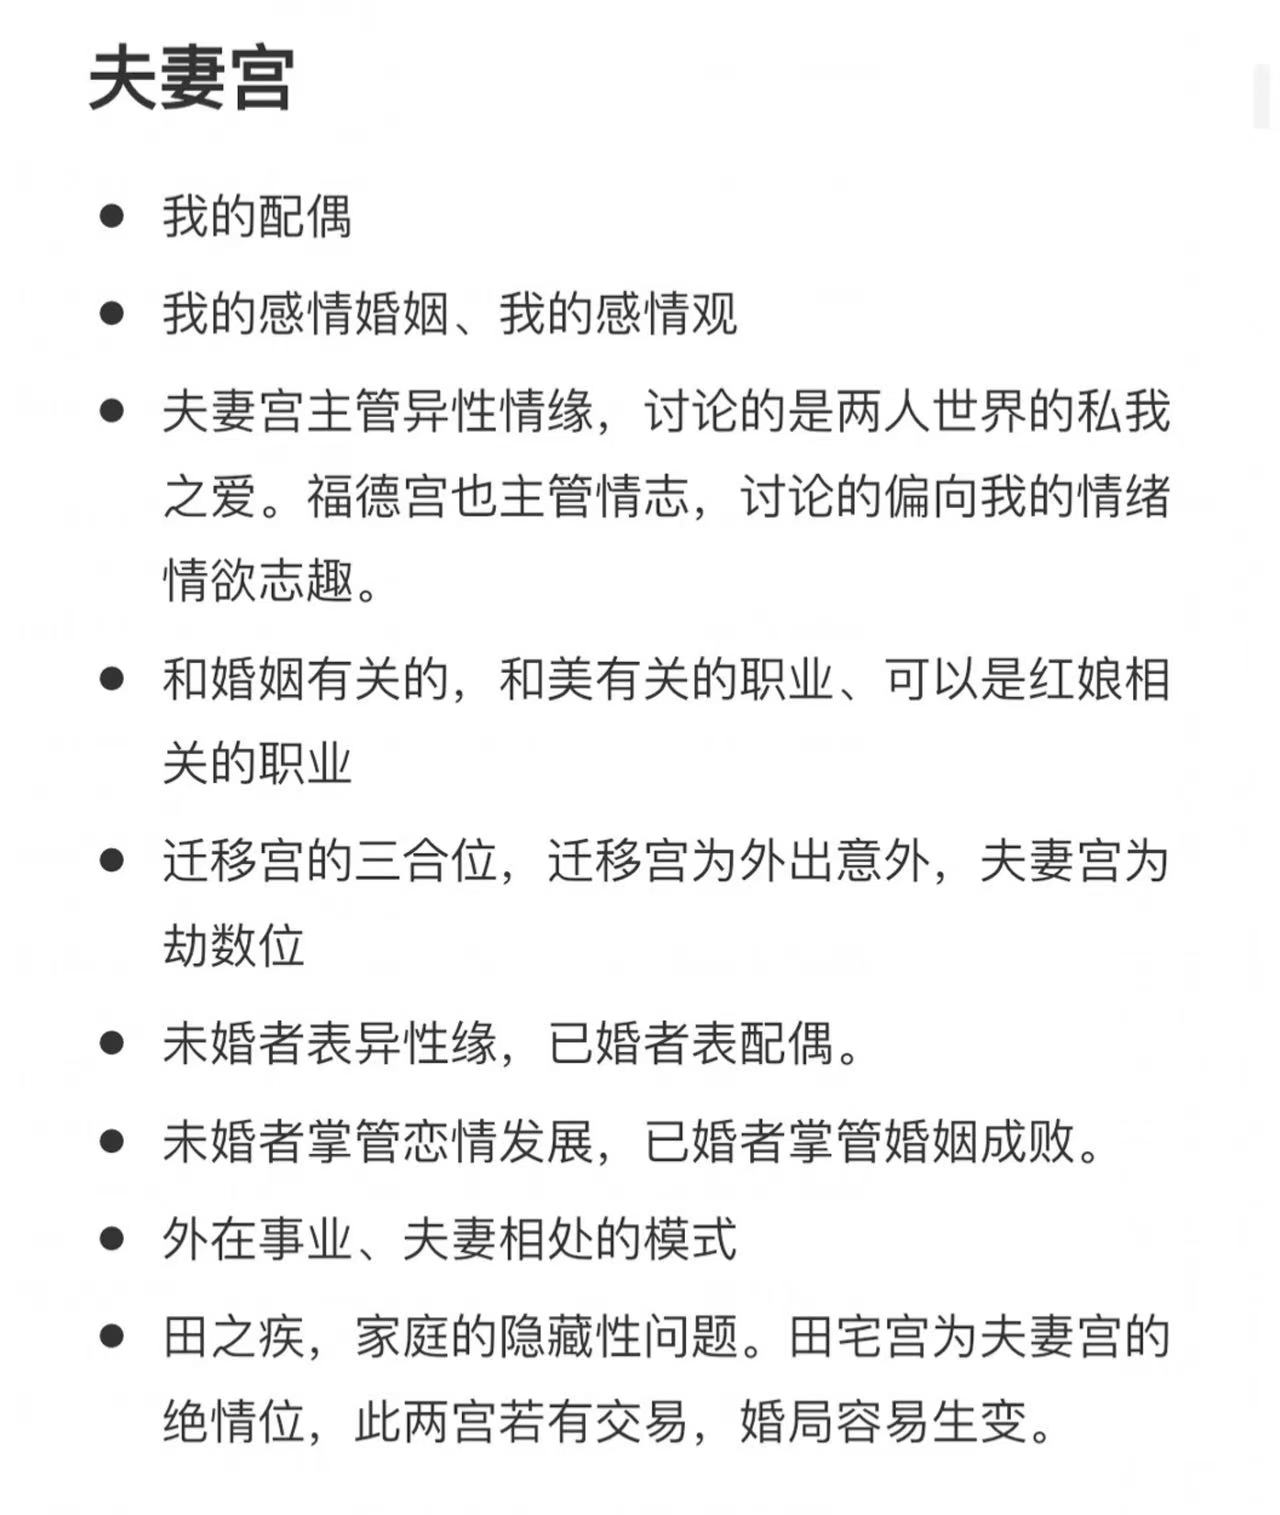 夫妻宫
● 我的配偶
● 我的感情婚姻、我的感情观
● 夫妻宫主管异性情缘，讨论的是两人世界的私我
之爱。福德宫也主管情志，讨论的偏向我的情绪
情欲志趣。
● 和婚姻有关的，和美有关的职业、可以是红娘相
关的职业
● 迁移宫的三合位，迁移宫为外出意外，夫妻宫为
劫数位
● 未婚者表异性缘，已婚者表配偶。
● 未婚者掌管恋情发展，已婚者掌管婚姻成败。
● 外在事业、夫妻相处的模式
● 田之疾，家庭的隐藏性问题。田宅宫为夫妻宫的
绝情位，此两宫若有交易，婚局容易生变。